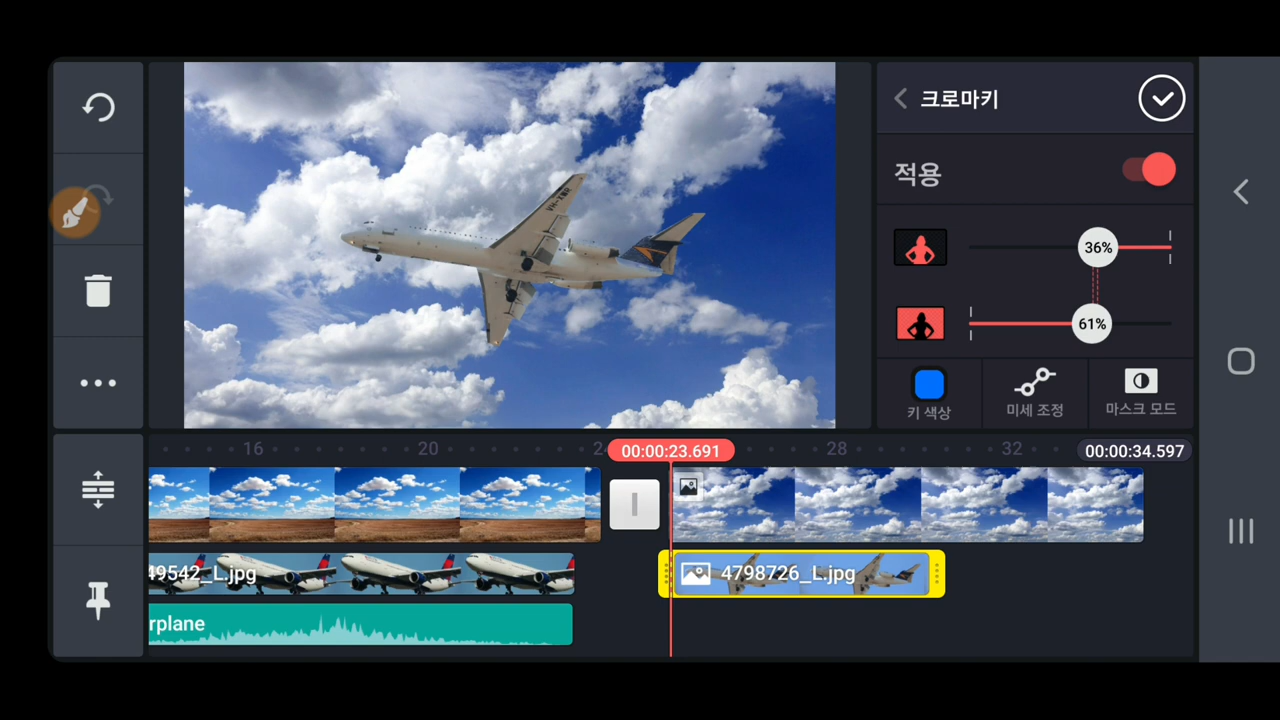 크로마키
적용
36%
61%
키 색상
미세 조정
마스크 모드
16
20
00:00:23.691
28
32
00:00:34.597
49542_L.jpg
4798726_L.jpg
rplane